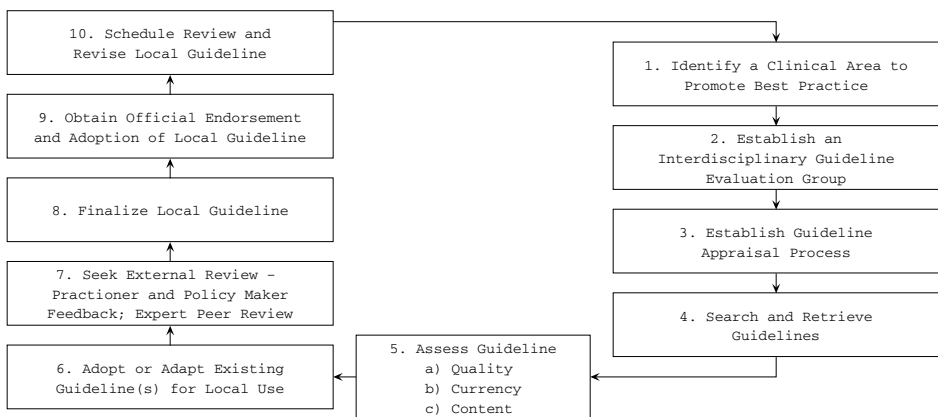 10. Schedule Review and
Revise Local Guideline
1. Identify a Clinical Area to
Promote Best Practice
9. Obtain Official Endorsement
and Adoption of Local Guideline
2. Establish an
Interdisciplinary Guideline
Evaluation Group
8. Finalize Local Guideline
3. Establish Guideline
Appraisal Process
7. Seek External Review –
Practioner and Policy Maker
Feedback; Expert Peer Review
4. Search and Retrieve
Guidelines
5. Assess Guideline
a) Quality
b) Currency
c) Content
6. Adopt or Adapt Existing
Guideline(s) for Local Use